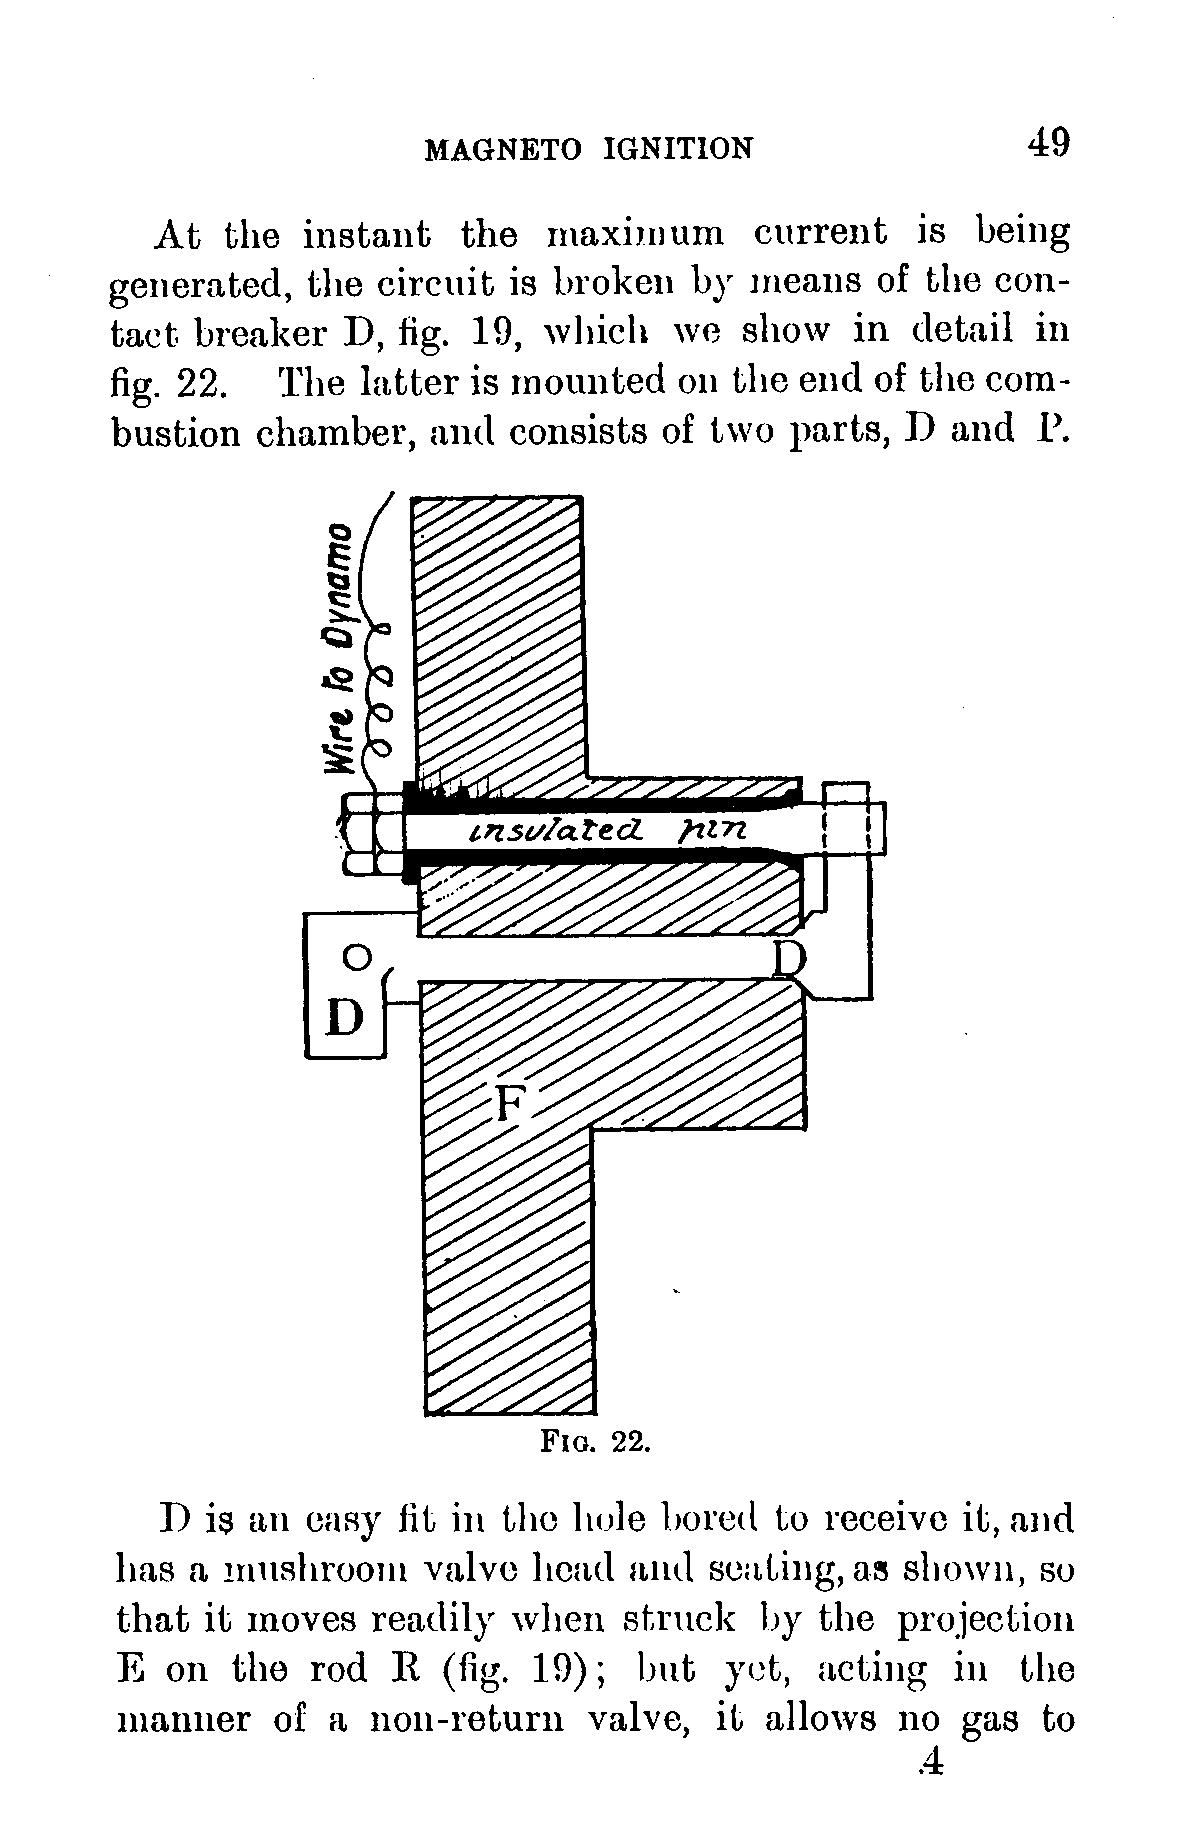 MAGNETO IGNITION 49
At the instant the maximum current is being
generated, the circuit is broken by means of the con-
tact breaker D, fig. 19, which we show in detail in
fig. 22. The latter is mounted on the end of the com-
bustion chamber, and consists of two parts, D and P.
Wire to Dynamo
insulated pin
D
D
F
FIG. 22.
D is an easy fit in the hole bored to receive it, and
has a mushroom valve head and seating, as shown, so
that it moves readily when struck by the projection
E on the rod R (fig. 19); but yet, acting in the
manner of a non-return valve, it allows no gas to
4